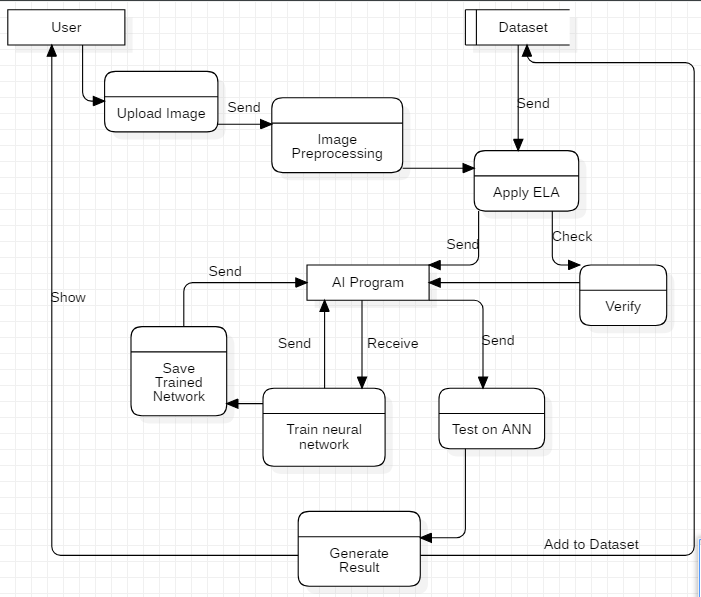 User
Dataset
Upload Image
Send
Send
Image
Preprocessing
Apply ELA
Send
Check
Send
AI Program
Show
Verify
Send
Receive
Send
Save
Trained
Network
Train neural
network
Test on ANN
Add to Dataset
Generate
Result